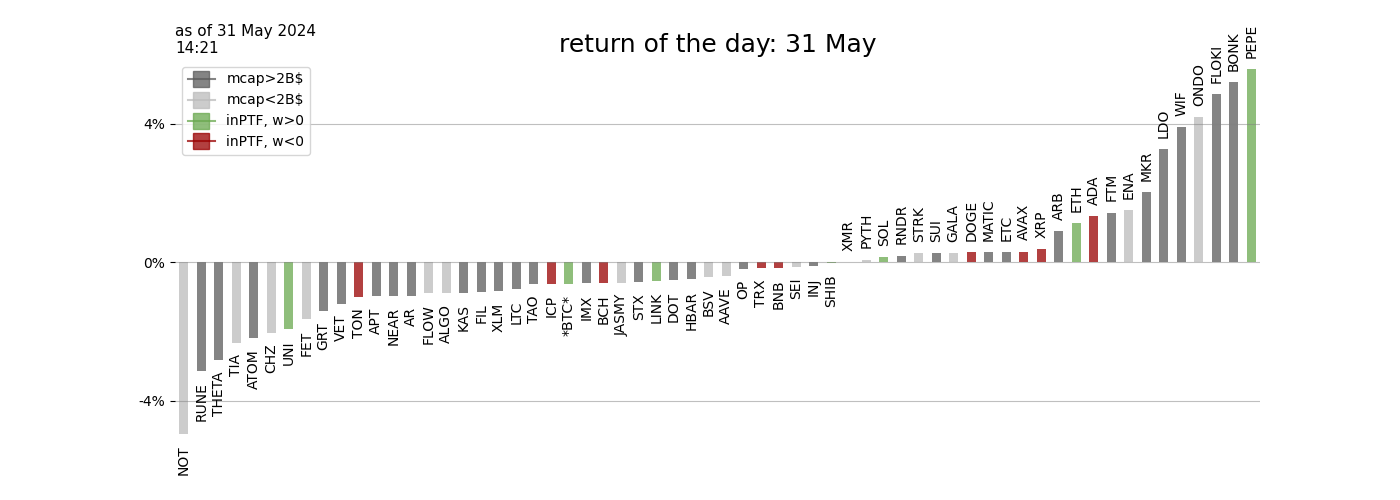 as of 31 May 2024
14:21
return of the day: 31 May
mcap>2B$
mcap<2B$
inPTF, w>0
inPTF, w<0
4%
0%
-4%
NOT
RUNE
THETA
TIA
ATOM
CHZ
UNI
FET
GRT
VET
TON
APT
NEAR
AR
FLOW
ALGO
KAS
FIL
XLM
LTC
TAO
ICP
*BTC*
IMX
BCH
JASMY
STX
LINK
DOT
HBAR
BSV
AAVE
OP
TRX
BNB
SEI
INJ
SHIB
XMR
PYTH
SOL
RNDR
STRK
SUI
GALA
DOGE
MATIC
ETC
AVAX
XRP
ARB
ETH
ADA
FTM
ENA
MKR
LDO
WIF
ONDO
FLOKI
BONK
PEPE